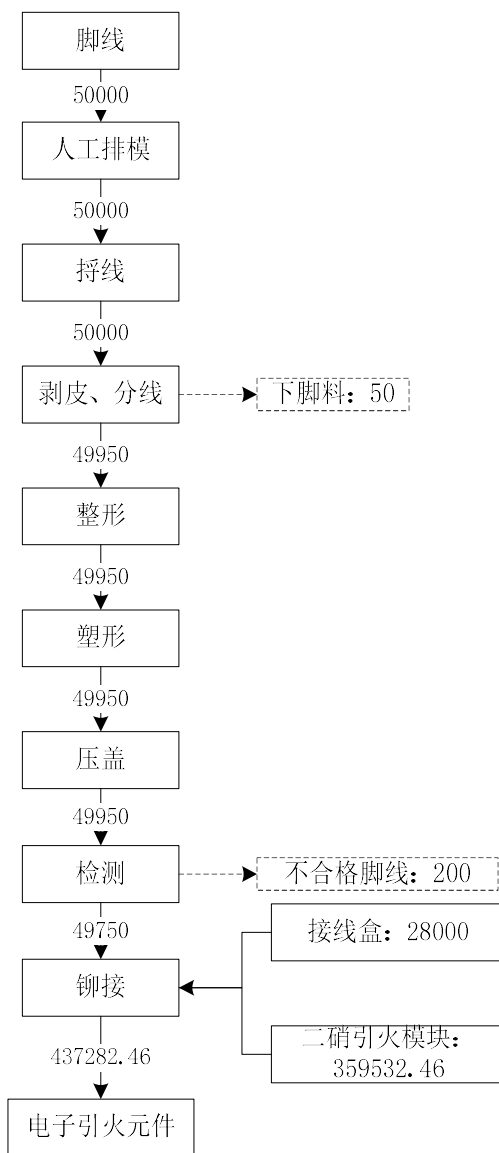 脚线
50000
人工排模
50000
捋线
50000
剥皮、分线
下脚料：50
49950
整形
49950
塑形
49950
压盖
49950
检测
不合格脚线：200
49750
接线盒：28000
铆接
二硝引火模块：
359532.46
437282.46
电子引火元件